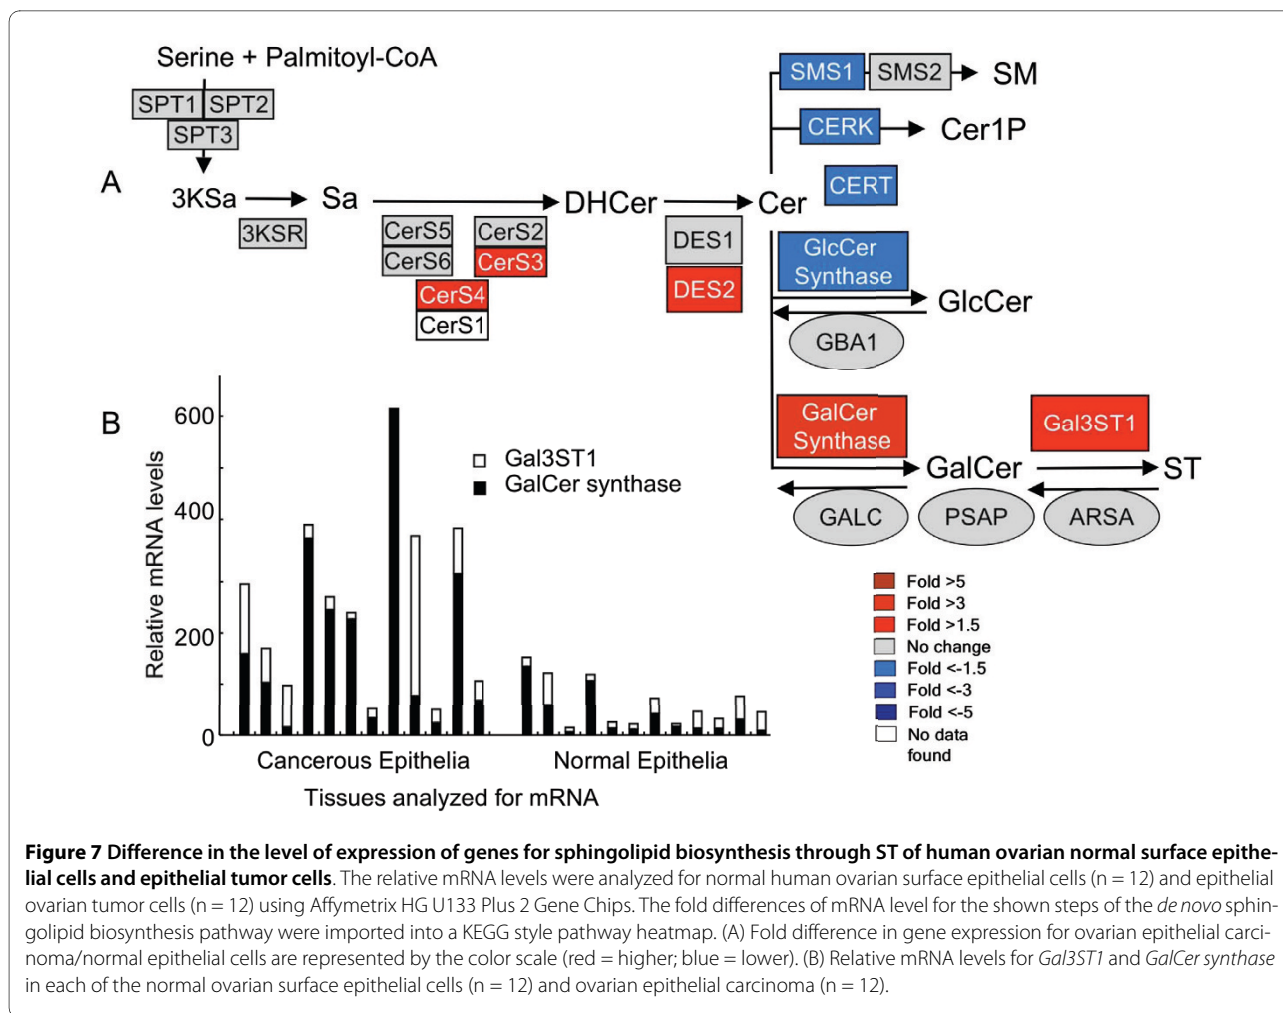 Serine + Palmitoyl-CoA
SPT1 SPT2
SPT3
A
3KSa
Sa
DHCer
Cer
3KSR
CerS5
CerS6
CerS2
CerS3
CerS4
CerS1
DES1
DES2
SMS1 SMS2
SM
CERK
Cer1P
CERT
GlcCer
Synthase
GlcCer
GBA1
GalCer
Synthase
Gal3ST1
GalCer
ST
GALC
PSAP
ARSA
B
Relative mRNA levels
600
400
200
0
Gal3ST1
GalCer synthase
Cancerous Epithelia
Normal Epithelia
Tissues analyzed for mRNA
Fold >5
Fold >3
Fold >1.5
No change
Fold <-1.5
Fold <-3
Fold <-5
No data
found
Figure 7 Difference in the level of expression of genes for sphingolipid biosynthesis through ST of human ovarian normal surface epithe-
lial cells and epithelial tumor cells. The relative mRNA levels were analyzed for normal human ovarian surface epithelial cells (n = 12) and epithelial
ovarian tumor cells (n = 12) using Affymetrix HG U133 Plus 2 Gene Chips. The fold differences of mRNA level for the shown steps of the de novo sphin-
golipid biosynthesis pathway were imported into a KEGG style pathway heatmap. (A) Fold difference in gene expression for ovarian epithelial carci-
noma/normal epithelial cells are represented by the color scale (red = higher; blue = lower). (B) Relative mRNA levels for Gal3ST1 and GalCer synthase
in each of the normal ovarian surface epithelial cells (n = 12) and ovarian epithelial carcinoma (n = 12).